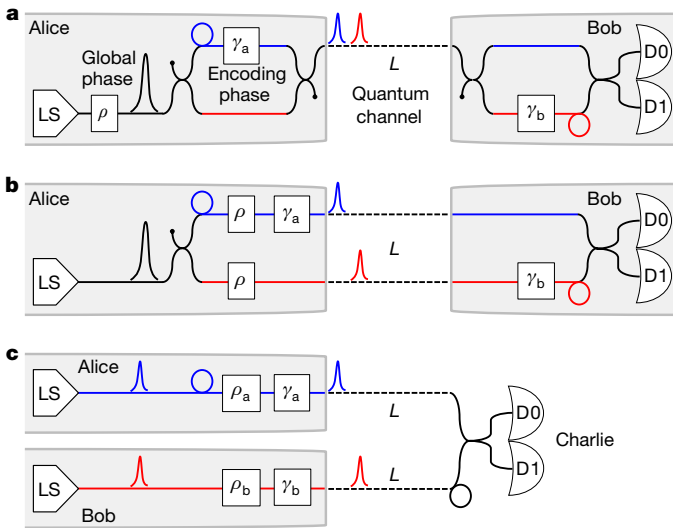 a
Alice
Bob
Global
phase
γa
Encoding
phase
LS
ρ
L
Quantum
channel
γb
D0
D1
b
Alice
Bob
ρ
γa
L
LS
ρ
L
γb
D0
D1
c
Alice
LS
ρa
γa
L
D0
Charlie
D1
LS
ρb
γb
L
Bob